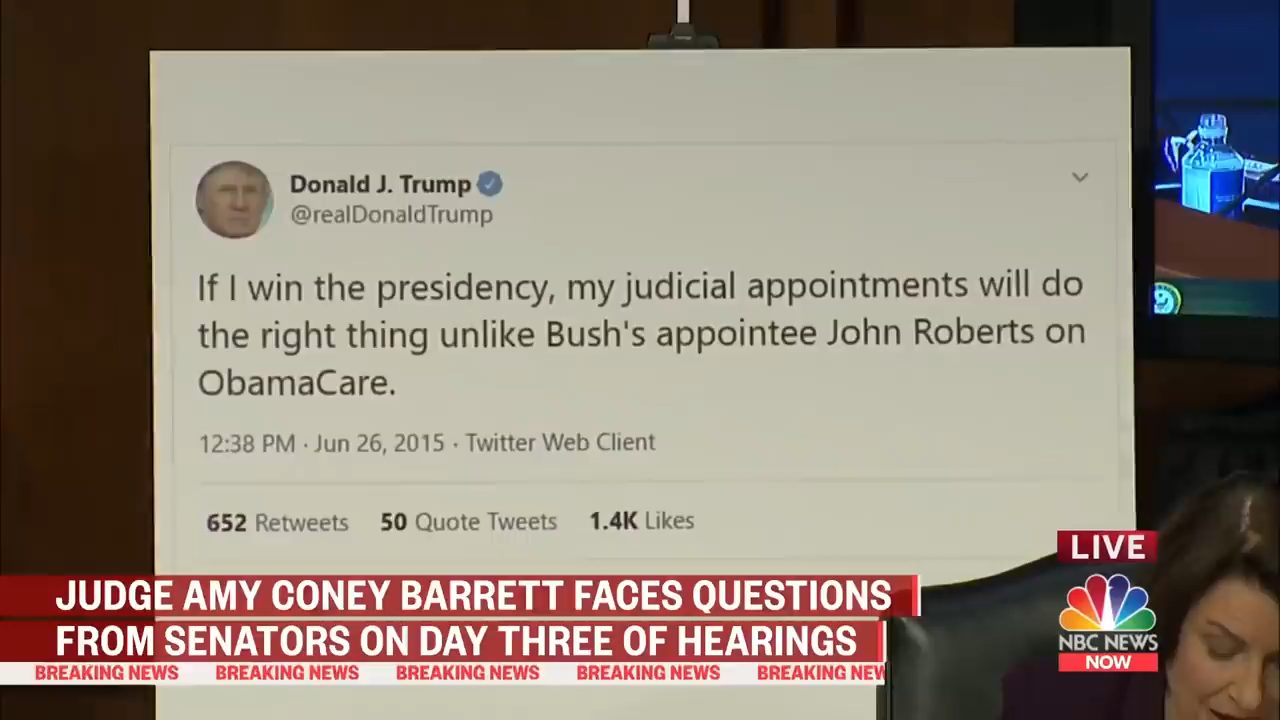 Donald J. Trump
@realDonaldTrump
If I win the presidency, my judicial appointments will do
the right thing unlike Bush's appointee John Roberts on
ObamaCare.
12:38 PM · Jun 26, 2015 · Twitter Web Client
652 Retweets 50 Quote Tweets 1.4K Likes
LIVE
NBC NEWS
NOW
JUDGE AMY CONEY BARRETT FACES QUESTIONS
FROM SENATORS ON DAY THREE OF HEARINGS
BREAKING NEWS BREAKING NEWS BREAKING NEWS BREAKING NEWS BREAKING NEW